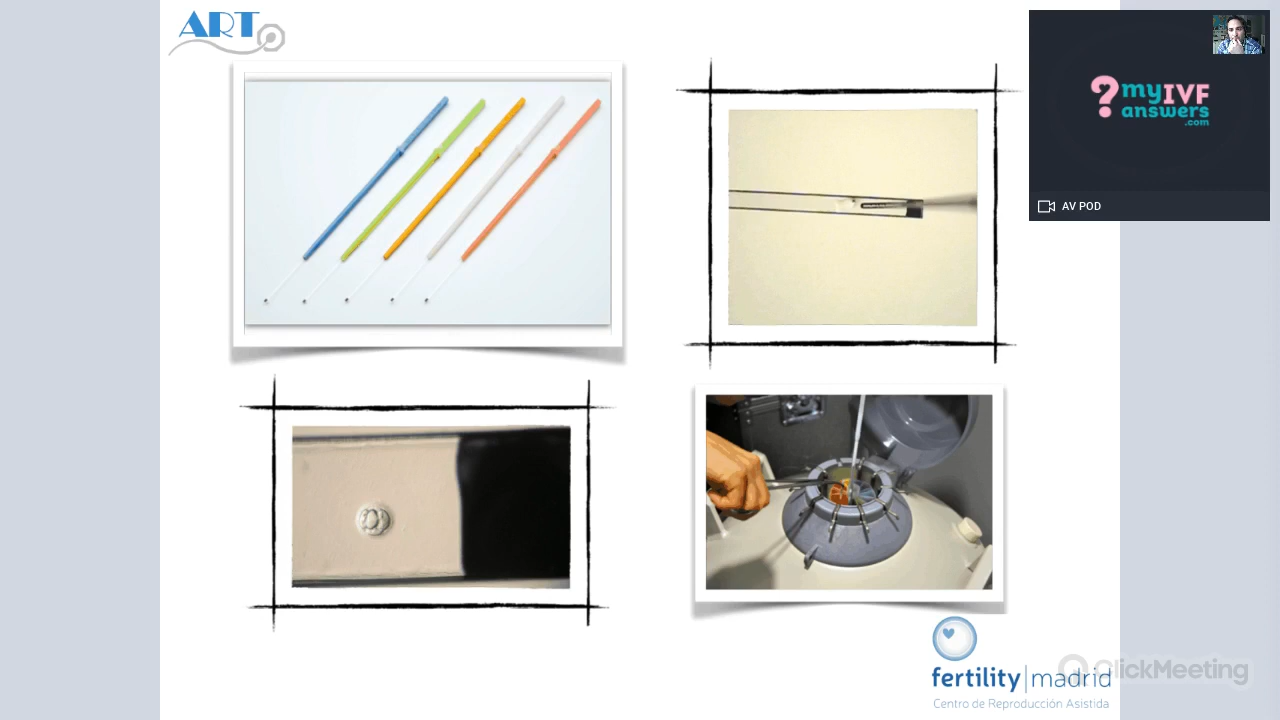 ART
?myIVF
answers
.com
AV POD
fertility|madrid
Centro de Reproducción Asistida
ClickMeeting